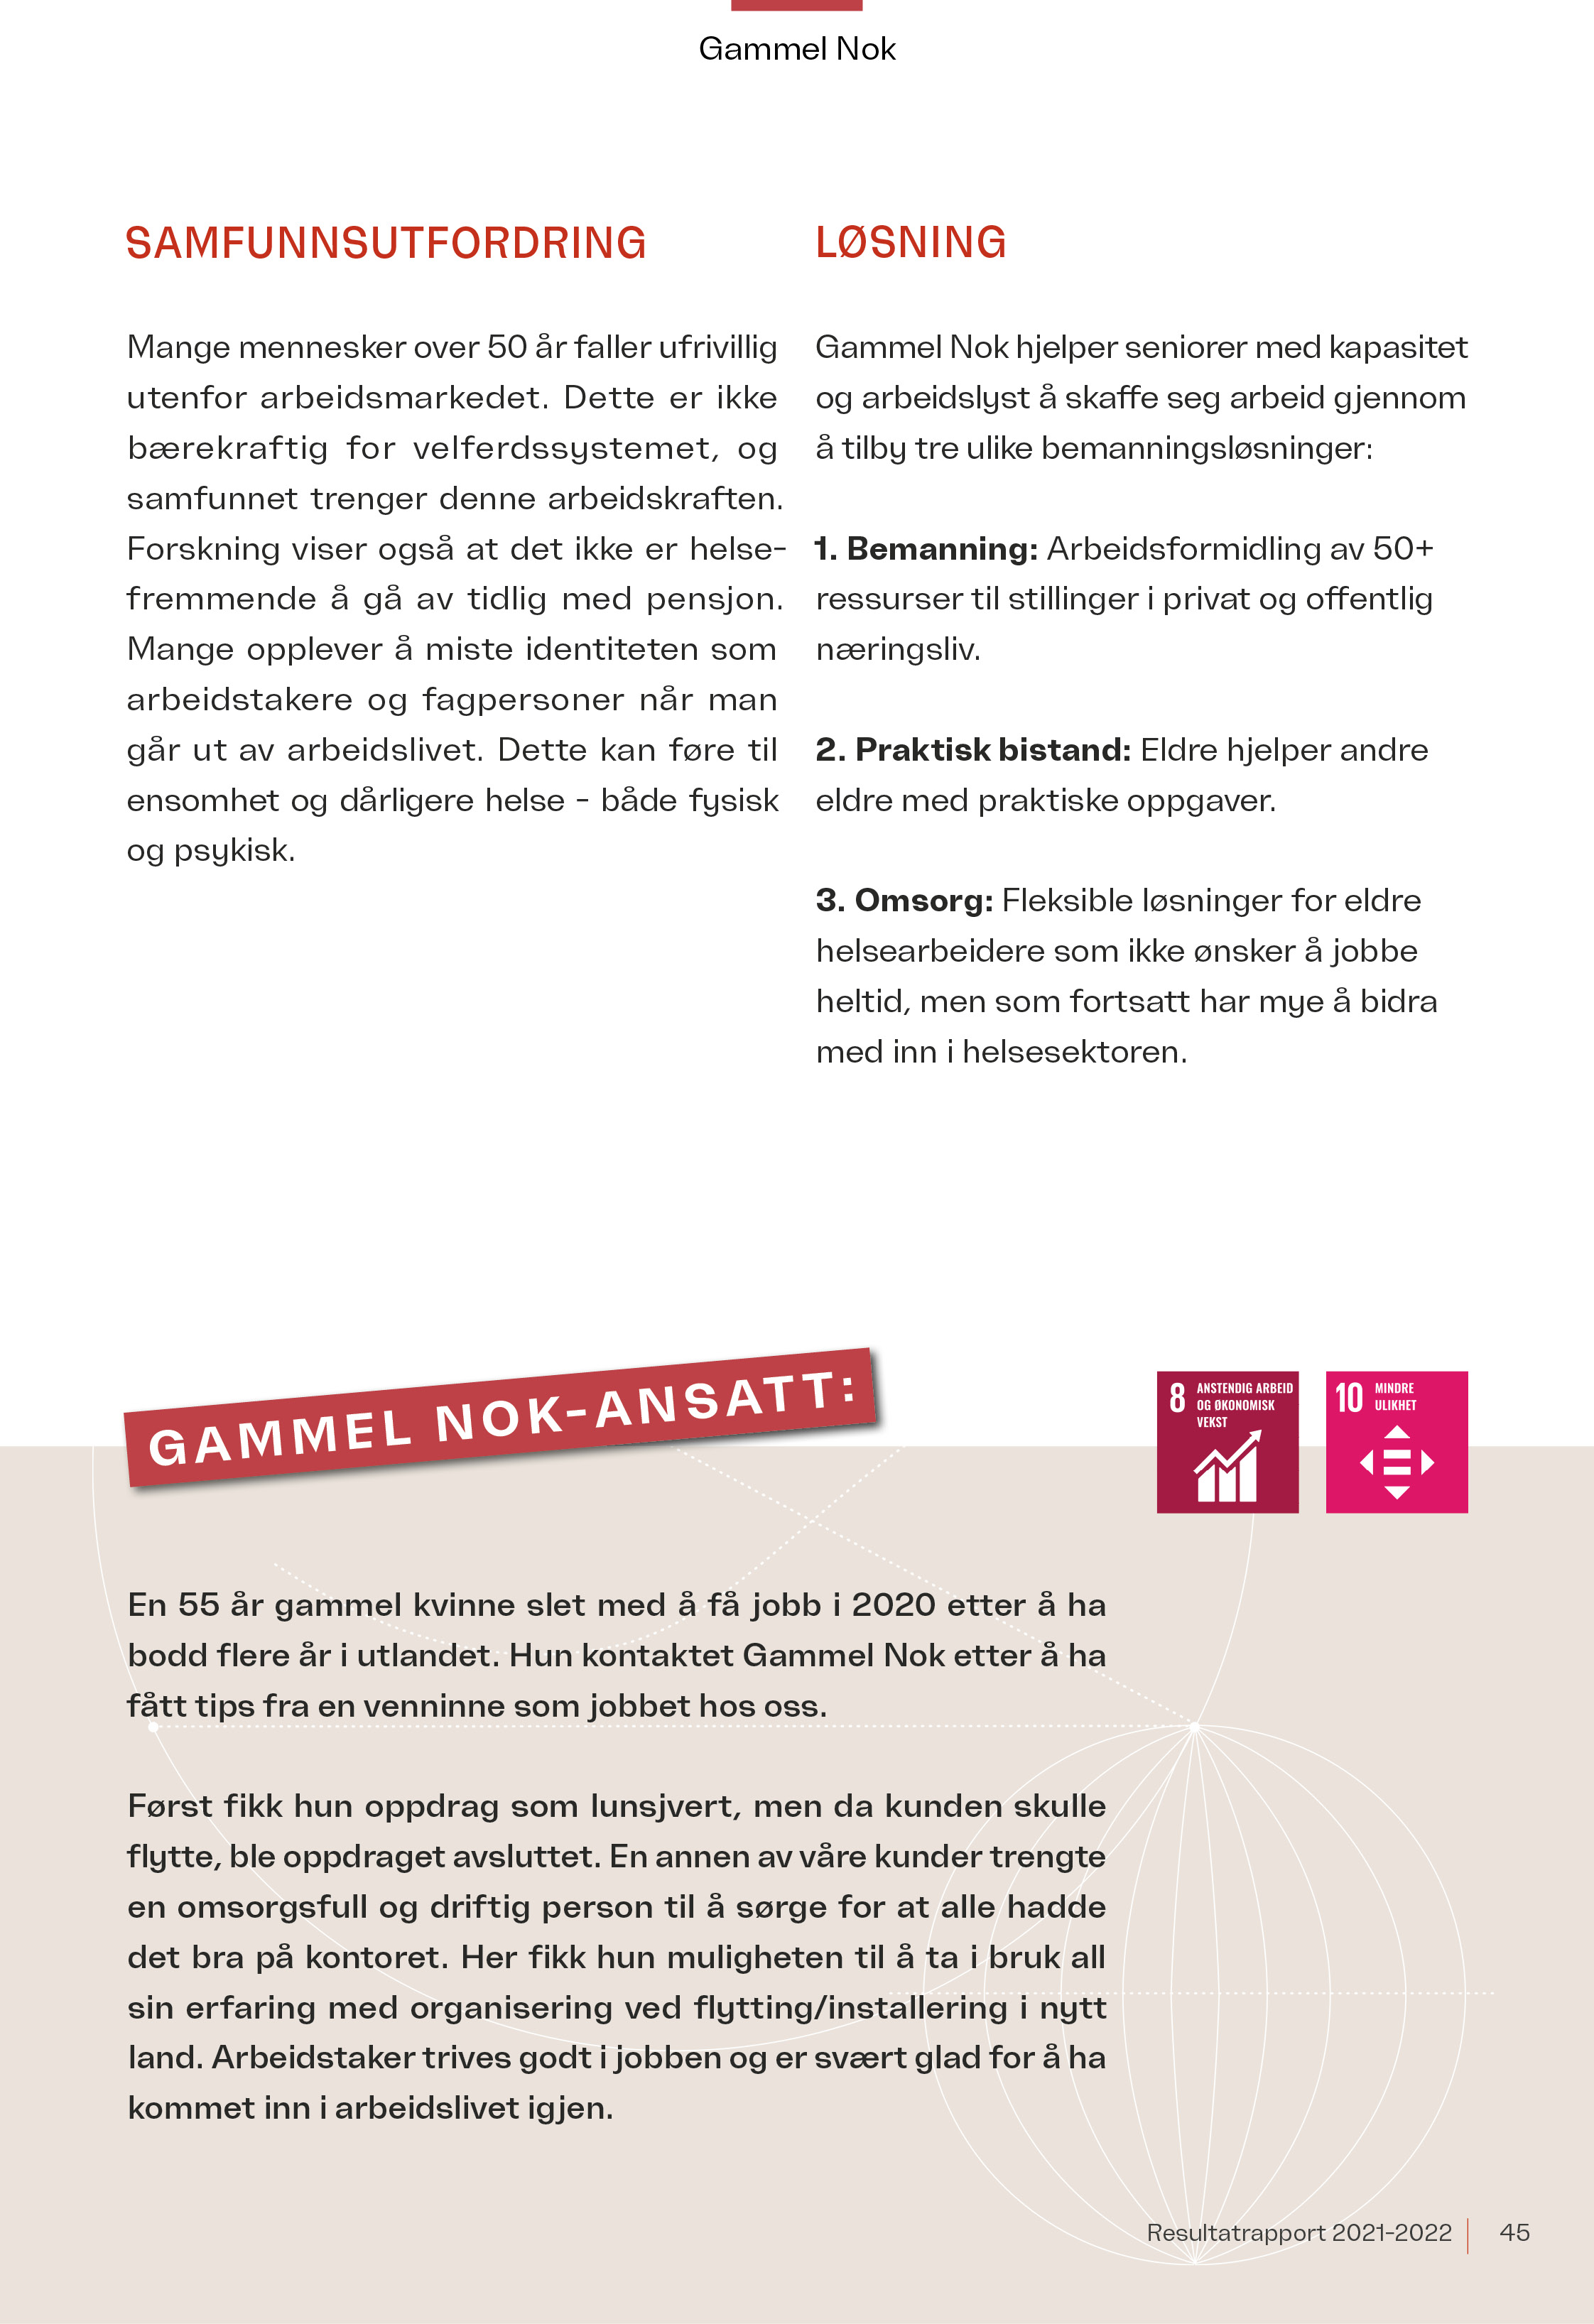 Gammel Nok
SAMFUNNSUTFORDRING
Mange mennesker over 50 år faller ufrivillig
utenfor arbeidsmarkedet. Dette er ikke
bærekraftig for velferdssystemet, og
samfunnet trenger denne arbeidskraften.
Forskning viser også at det ikke er helse-
fremmende å gå av tidlig med pensjon.
Mange opplever å miste identiteten som
arbeidstakere og fagpersoner når man
går ut av arbeidslivet. Dette kan føre til
ensomhet og dårligere helse - både fysisk
og psykisk.
LØSNING
Gammel Nok hjelper seniorer med kapasitet
og arbeidslyst å skaffe seg arbeid gjennom
å tilby tre ulike bemanningsløsninger:
1. Bemanning: Arbeidsformidling av 50+
ressurser til stillinger i privat og offentlig
næringsliv.
2. Praktisk bistand: Eldre hjelper andre
eldre med praktiske oppgaver.
3. Omsorg: Fleksible løsninger for eldre
helsearbeidere som ikke ønsker å jobbe
heltid, men som fortsatt har mye å bidra
med inn i helsesektoren.
GAMMEL NOK-ANSATT:
8 ANSTENDIG ARBEID
OG ØKONOMISK
VEKST
10 MINDRE
ULIKHET
En 55 år gammel kvinne slet med å få jobb i 2020 etter å ha
bodd flere år i utlandet. Hun kontaktet Gammel Nok etter å ha
fått tips fra en venninne som jobbet hos oss.
Først fikk hun oppdrag som lunsjvert, men da kunden skulle
flytte, ble oppdraget avsluttet. En annen av våre kunder trengte
en omsorgsfull og driftig person til å sørge for at alle hadde
det bra på kontoret. Her fikk hun muligheten til å ta i bruk all
sin erfaring med organisering ved flytting/installering i nytt
land. Arbeidstaker trives godt i jobben og er svært glad for å ha
kommet inn i arbeidslivet igjen.
Resultatrapport 2021-2022 45